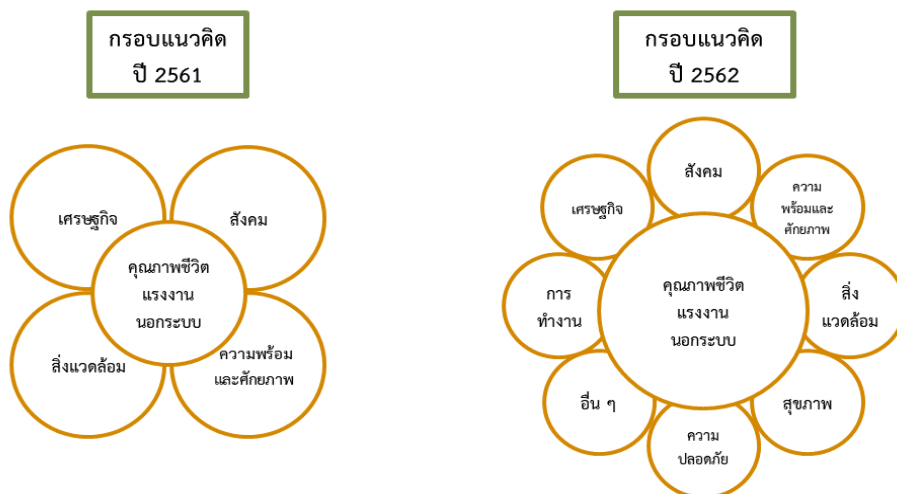 กรอบแนวคิด
ปี 2561
เศรษฐกิจ
สังคม
คุณภาพชีวิต
แรงงาน
นอกระบบ
สิ่งแวดล้อม
ความพร้อม
และศักยภาพ
กรอบแนวคิด
ปี 2562
สังคม
เศรษฐกิจ
ความ
พร้อมและ
ศักยภาพ
การ
ทำงาน
คุณภาพชีวิต
แรงงาน
นอกระบบ
สิ่ง
แวดล้อม
อื่น ๆ
สุขภาพ
ความ
ปลอดภัย